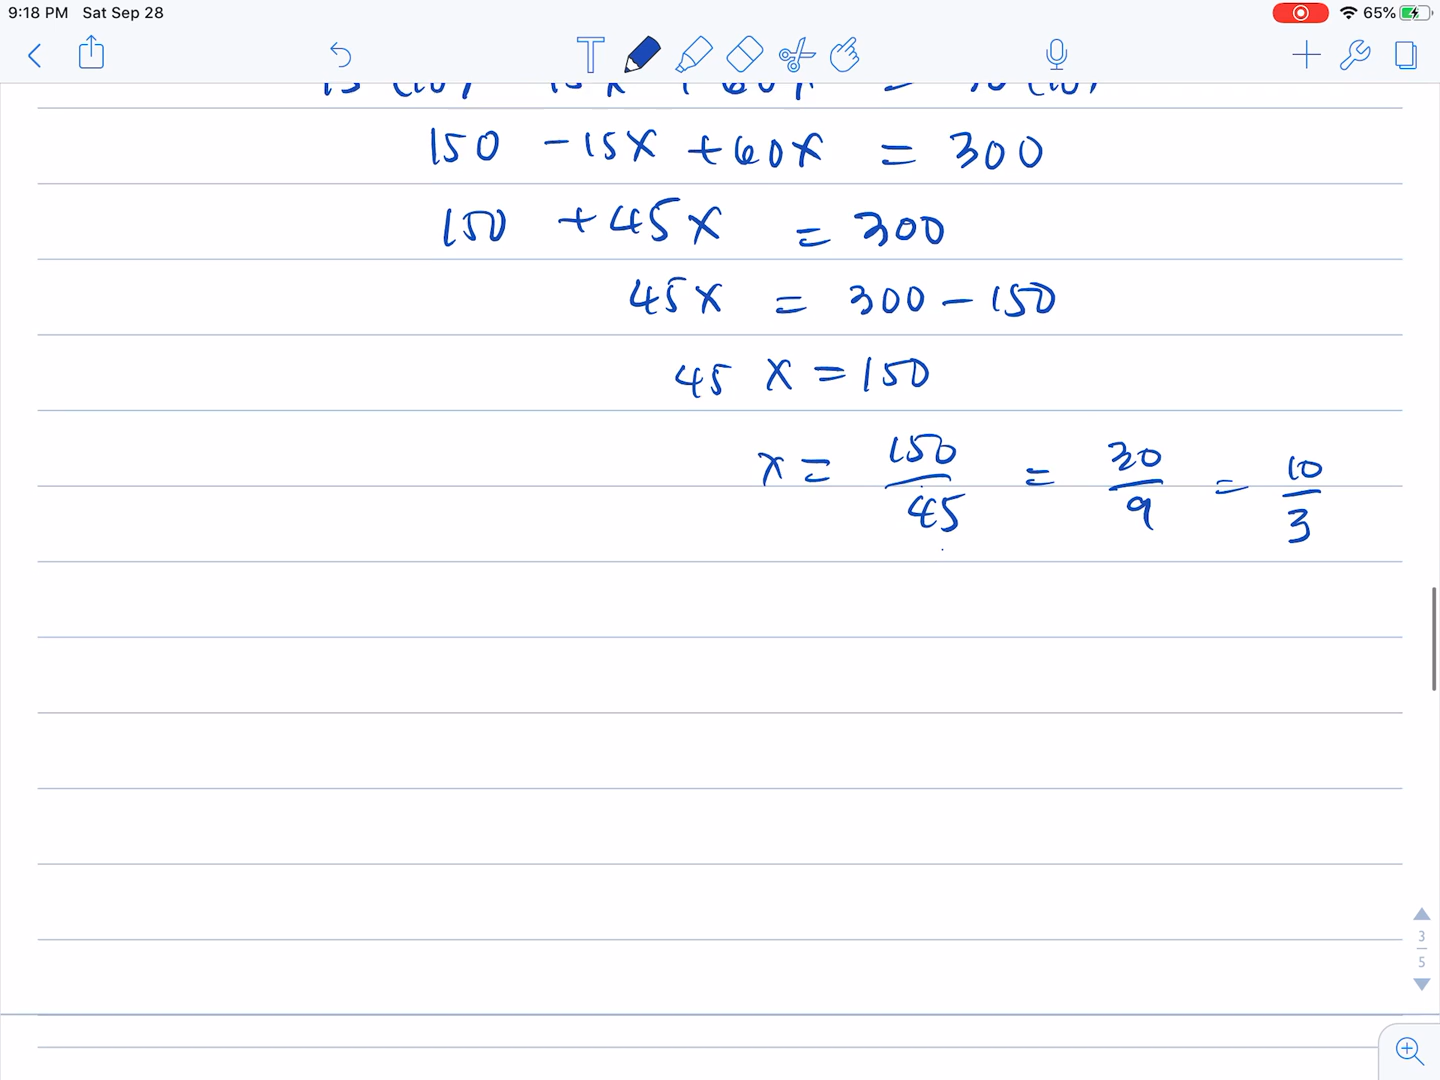 9:18 PM Sat Sep 28
65%
T
150 -15x +60x = 300
150 +45x = 300
45x = 300 - 150
45 x = 150
x = 150/45 = 30/9 = 10/3
3
5